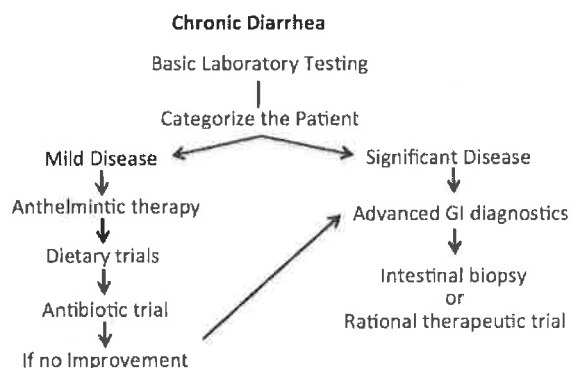 Chronic Diarrhea
Basic Laboratory Testing
Categorize the Patient
Mild Disease
Anthelmintic therapy
Dietary trials
Antibiotic trial
If no Improvement
Significant Disease
Advanced GI diagnostics
Intestinal biopsy
or
Rational therapeutic trial